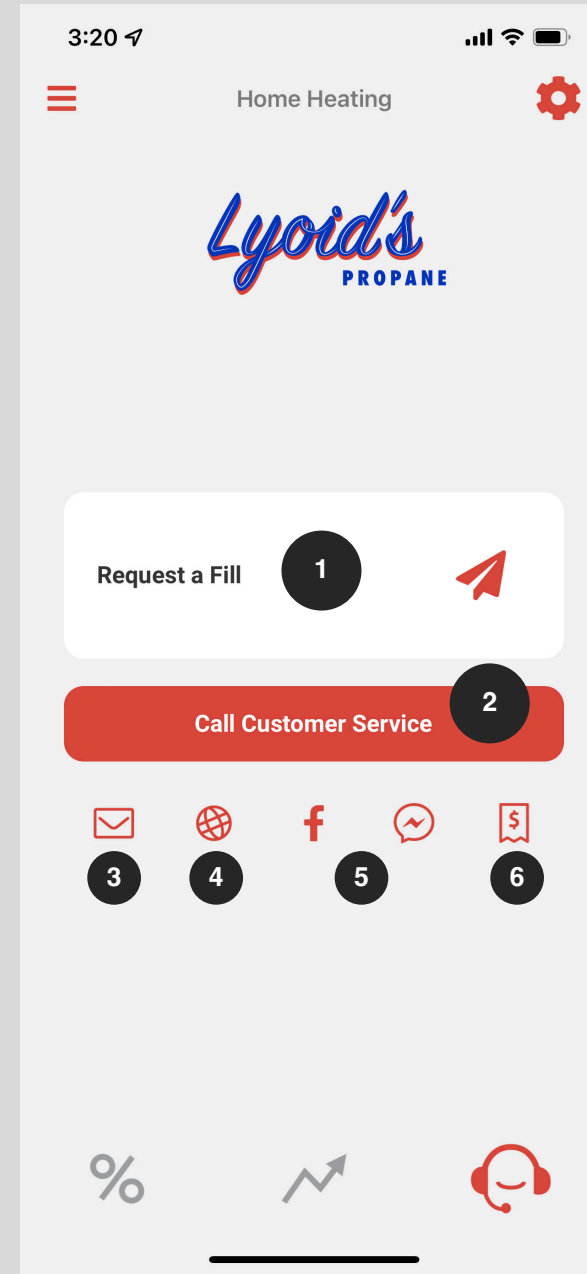 3:20
Home Heating
Lyoid's
PROPANE
Request a Fill
1
2
Call Customer Service
$
3
4
5
6
%